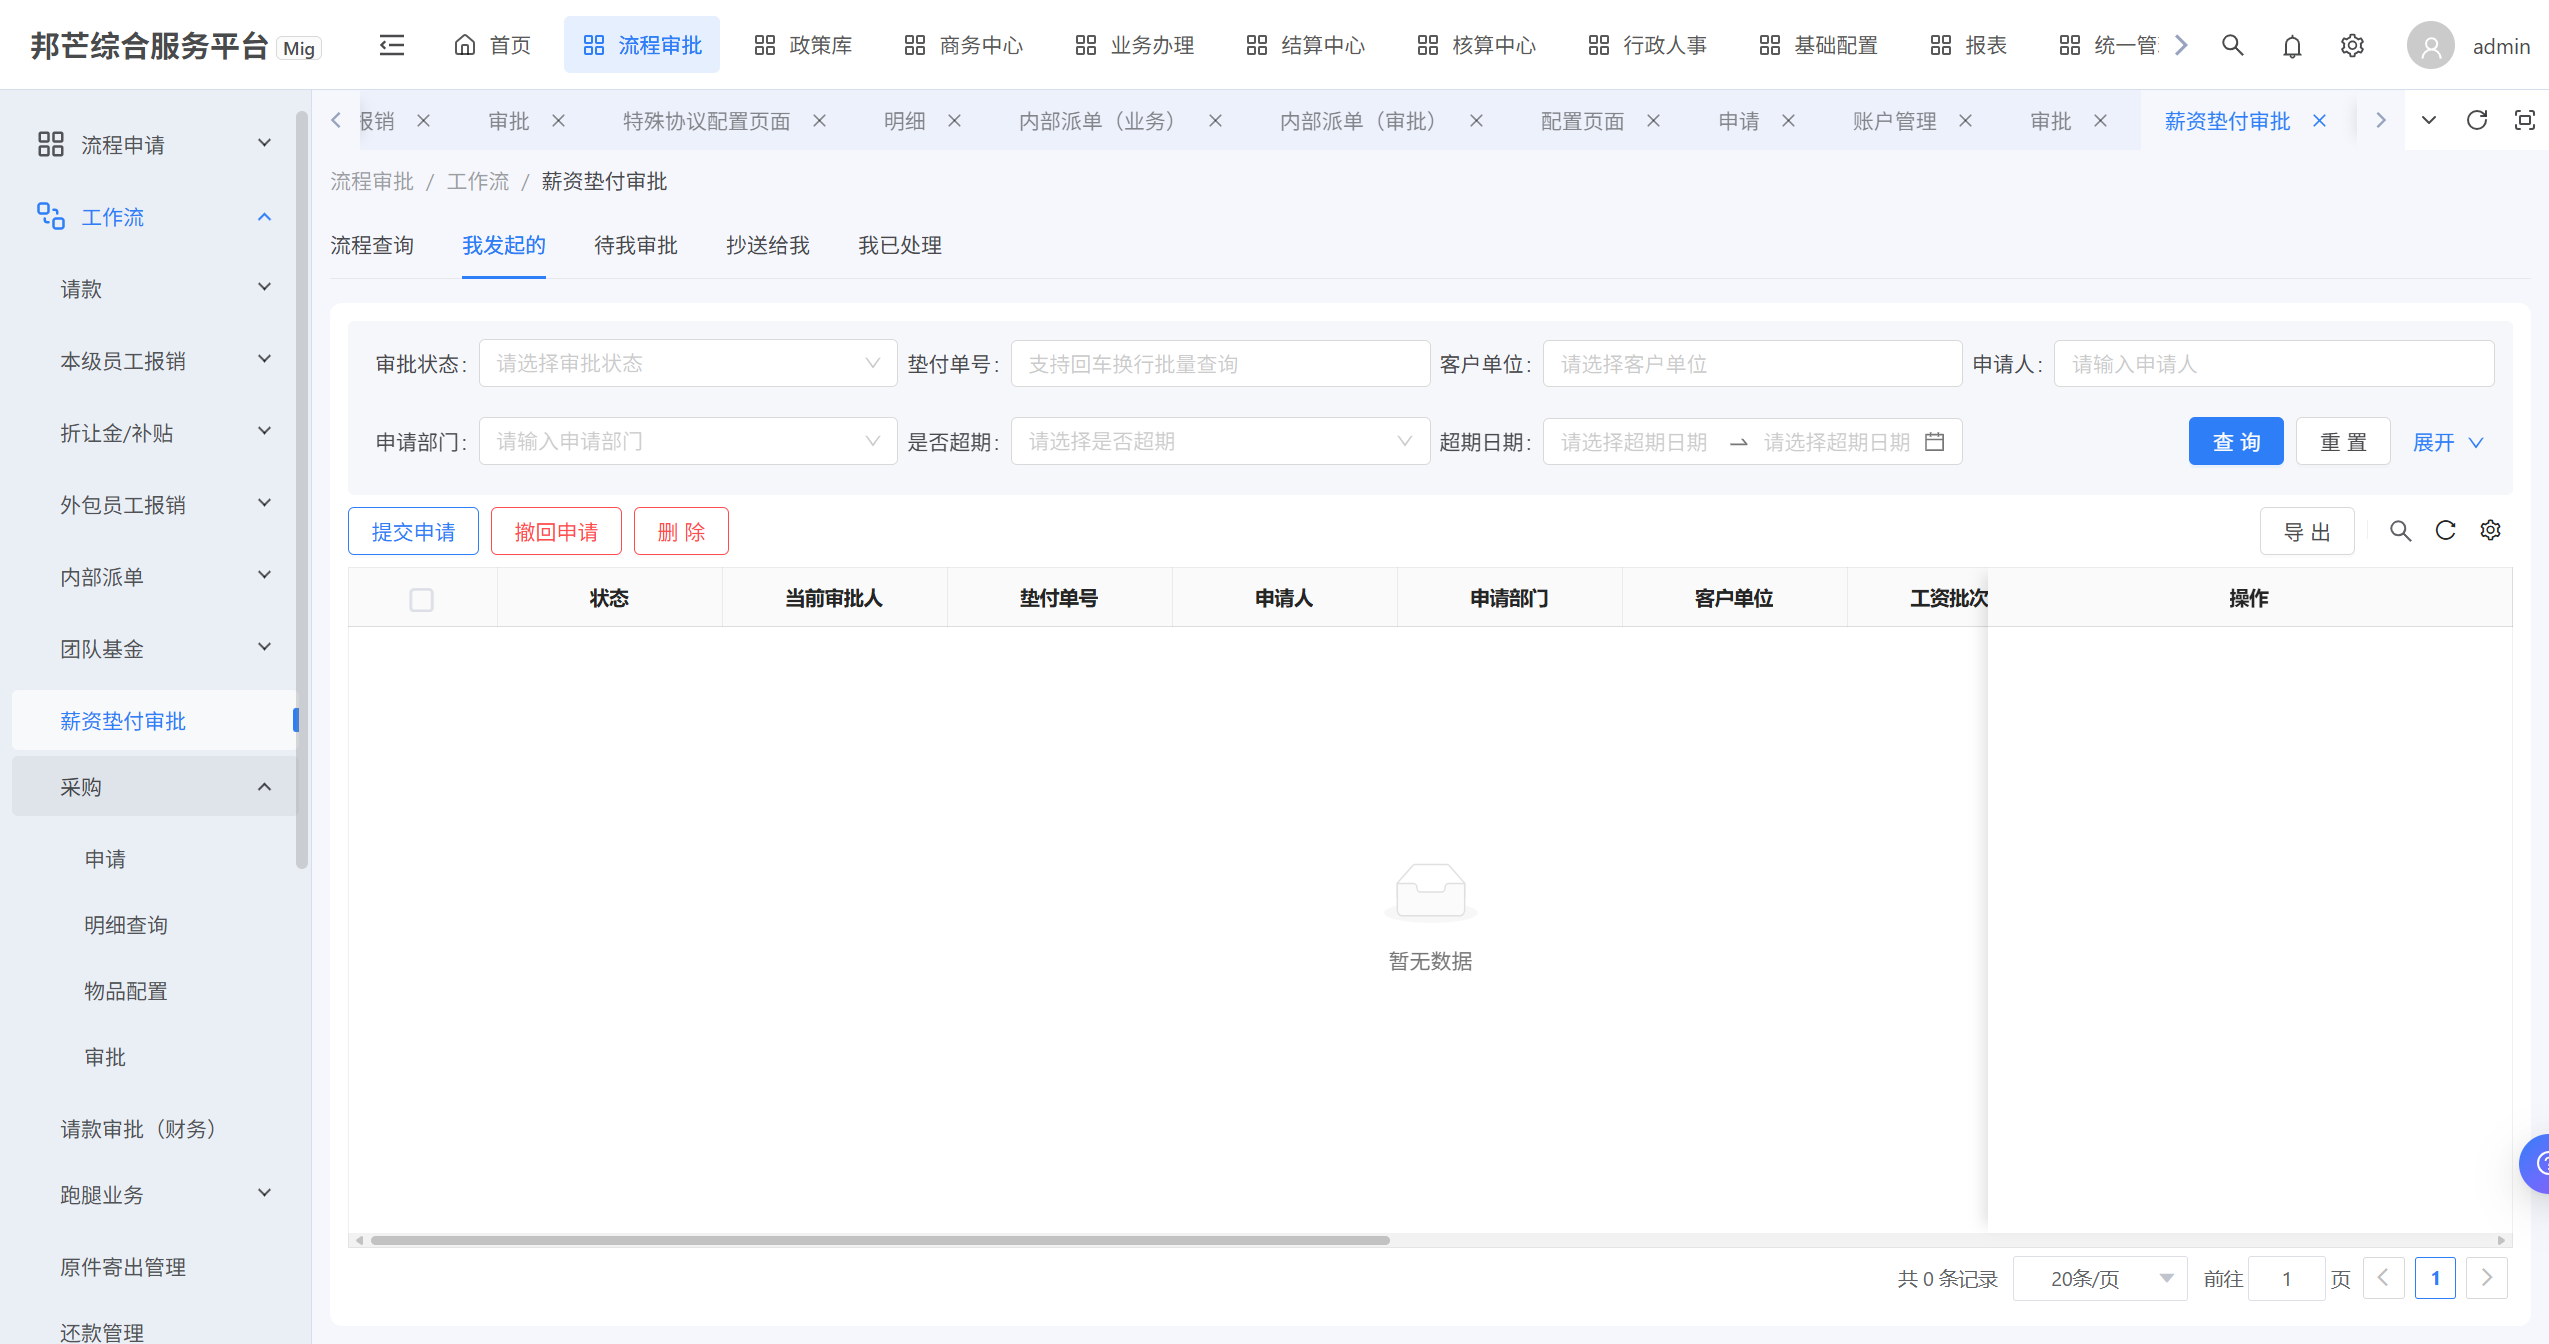 邦芒综合服务平台 Mig 首页 流程审批 政策库 商务中心 业务办理 结算中心 核算中心 行政人事 基础配置 报表 统一管 admin
报销 审批 特殊协议配置页面 明细 内部派单（业务） 内部派单（审批） 配置页面 申请 账户管理 审批 薪资垫付审批
流程申请
工作流
请款
本级员工报销
折让金/补贴
外包员工报销
内部派单
团队基金
薪资垫付审批
采购
申请
明细查询
物品配置
审批
请款审批（财务）
跑腿业务
原件寄出管理
还款管理
流程审批 / 工作流 / 薪资垫付审批
流程查询 我发起的 待我审批 抄送给我 我已处理
审批状态: 请选择审批状态 垫付单号: 支持回车换行批量查询 客户单位: 请选择客户单位 申请人: 请输入申请人
申请部门: 请输入申请部门 是否超期: 请选择是否超期 超期日期: 请选择超期日期 请选择超期日期 查 询 重 置 展开
提交申请 撤回申请 删 除 导 出
状态 当前审批人 垫付单号 申请人 申请部门 客户单位 工资批次 操作
暂无数据
共 0 条记录 20条/页 前往 1 页 1